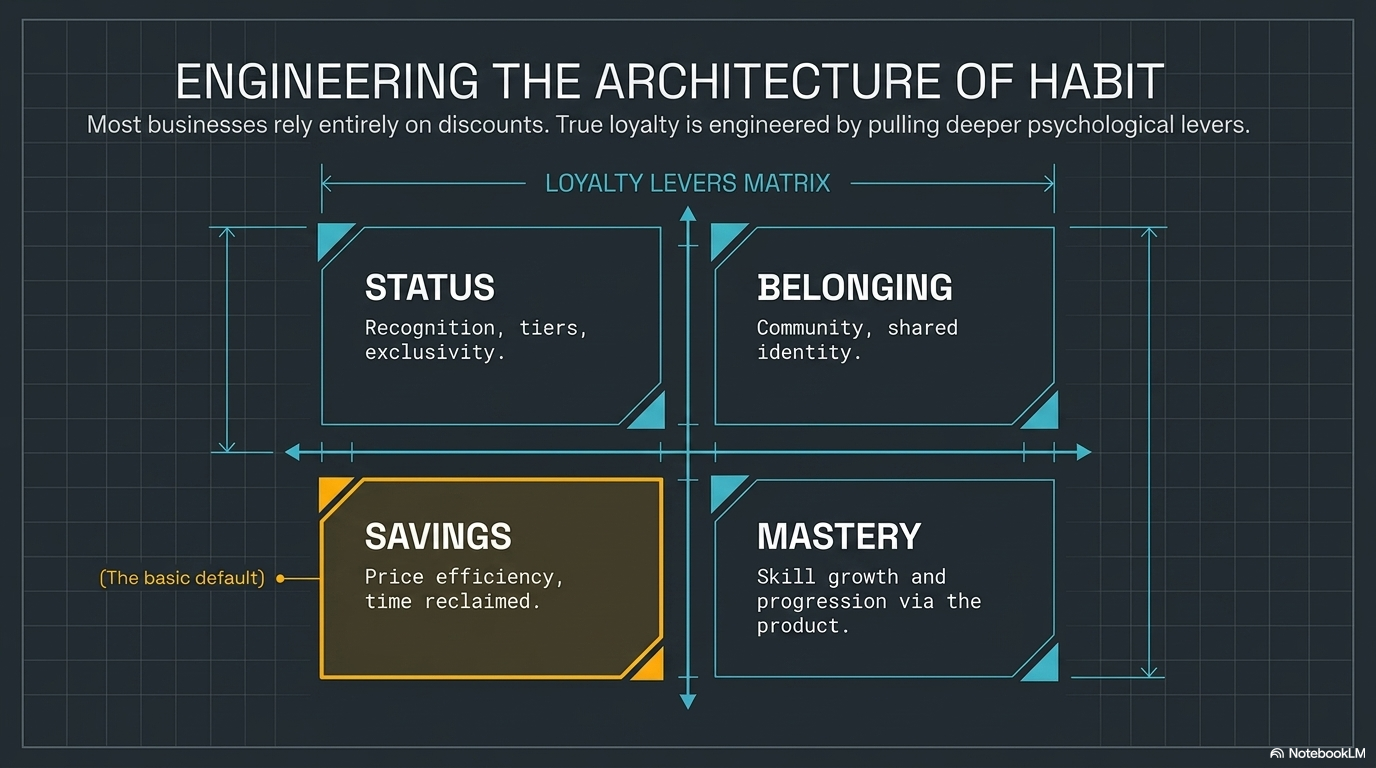 ENGINEERING THE ARCHITECTURE OF HABIT
Most businesses rely entirely on discounts. True loyalty is engineered by pulling deeper psychological levers.
LOYALTY LEVERS MATRIX
STATUS
Recognition, tiers,
exclusivity.
BELONGING
Community, shared
identity.
(The basic default)
SAVINGS
Price efficiency,
time reclaimed.
MASTERY
Skill growth and
progression via the
product.
NotebookLM